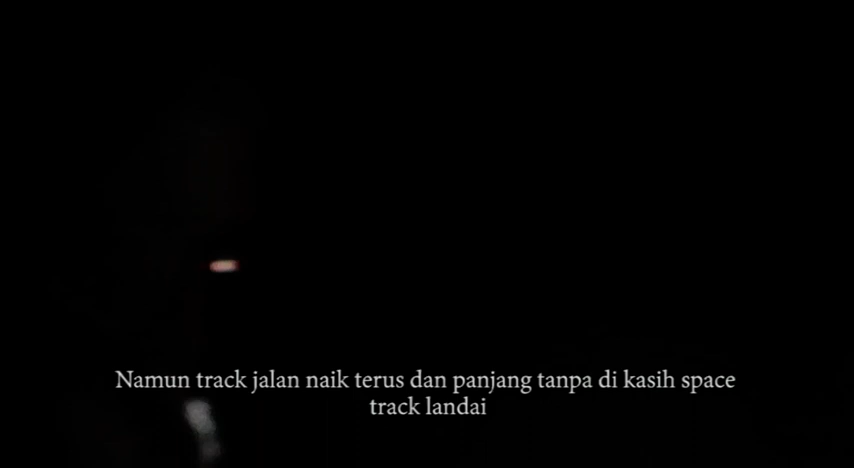 Namun track jalan naik terus dan panjang tanpa di kasih space
track landai